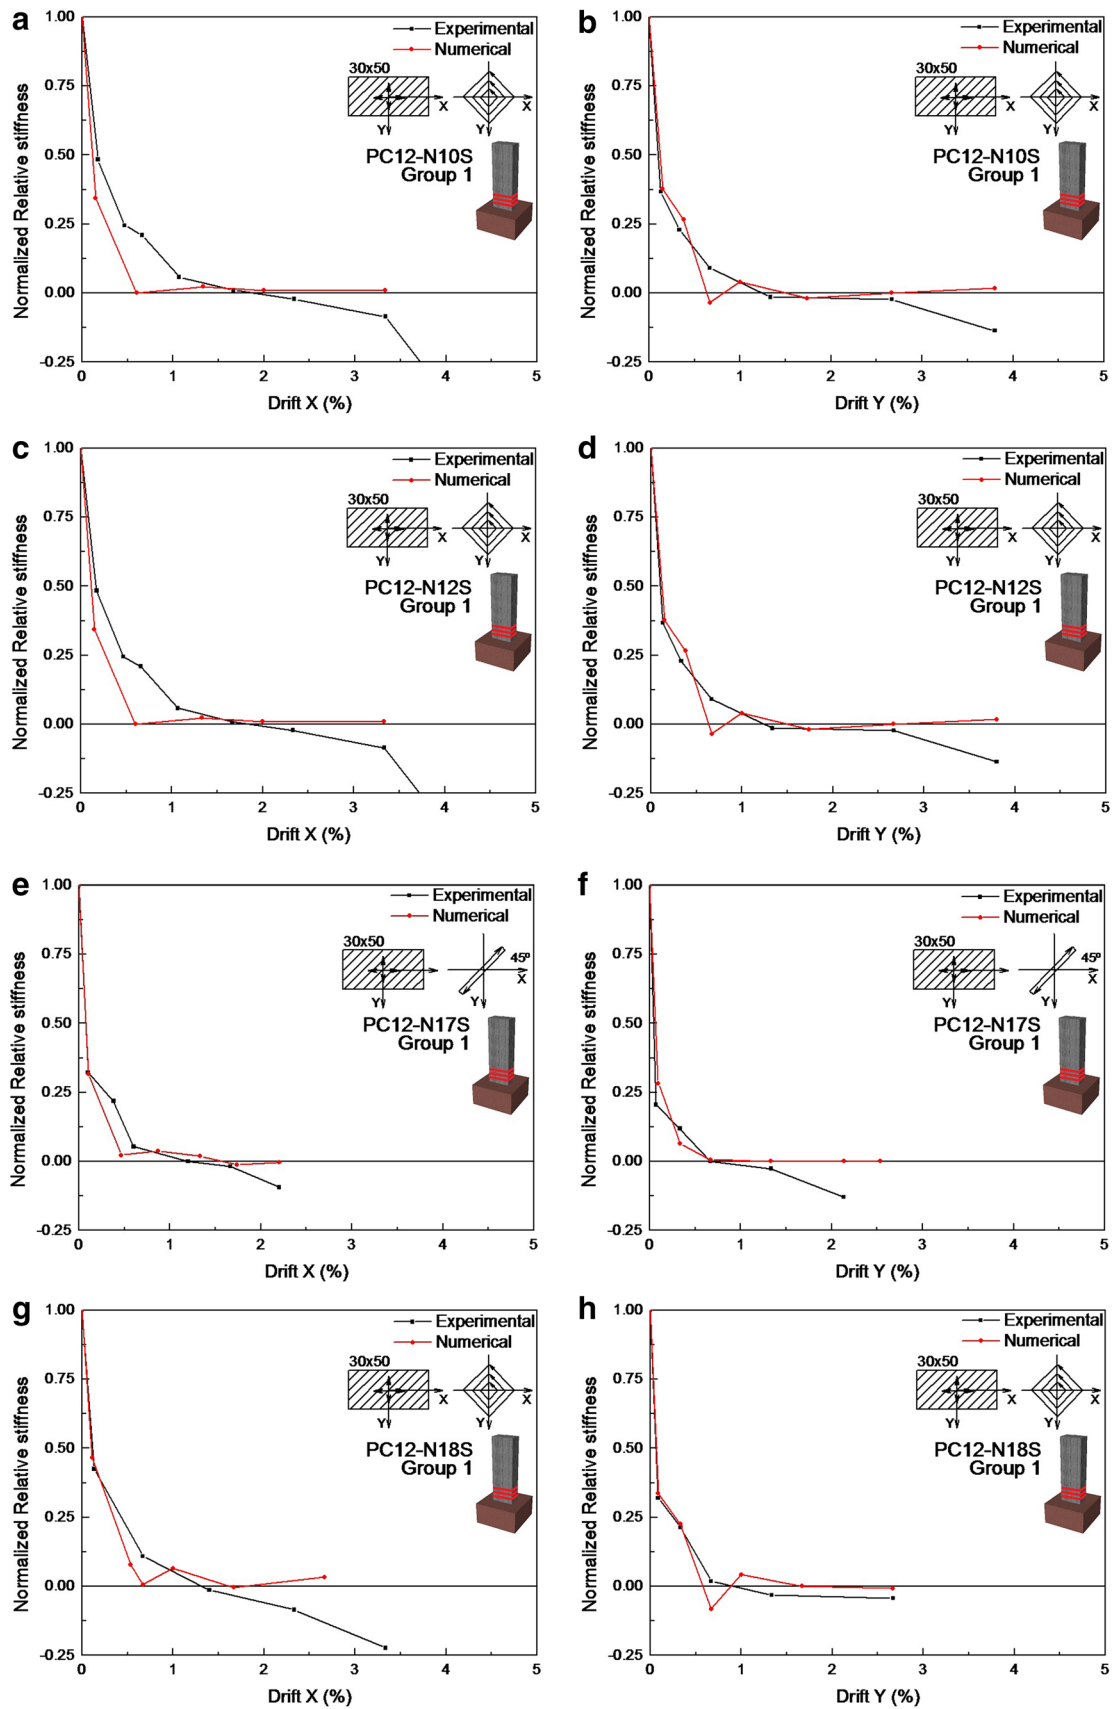 a
Normalized Relative stiffness
1.00
0.75
0.50
0.25
0.00
-0.25
Experimental
Numerical
30x50
X
Y
X
Y
PC12-N10S
Group 1
0 1 2 3 4 5
Drift X (%)
b
Normalized Relative stiffness
1.00
0.75
0.50
0.25
0.00
-0.25
Experimental
Numerical
30x50
X
Y
X
Y
PC12-N10S
Group 1
0 1 2 3 4 5
Drift Y (%)
c
Normalized Relative stiffness
1.00
0.75
0.50
0.25
0.00
-0.25
Experimental
Numerical
30x50
X
Y
X
Y
PC12-N12S
Group 1
0 1 2 3 4 5
Drift X (%)
d
Normalized Relative stiffness
1.00
0.75
0.50
0.25
0.00
-0.25
Experimental
Numerical
30x50
X
Y
X
Y
PC12-N12S
Group 1
0 1 2 3 4 5
Drift Y (%)
e
Normalized Relative stiffness
1.00
0.75
0.50
0.25
0.00
-0.25
Experimental
Numerical
30x50
Y
45º
X
Y
PC12-N17S
Group 1
0 1 2 3 4 5
Drift X (%)
f
Normalized Relative stiffness
1.00
0.75
0.50
0.25
0.00
-0.25
Experimental
Numerical
30x50
Y
45º
X
Y
PC12-N17S
Group 1
0 1 2 3 4 5
Drift Y (%)
g
Normalized Relative stiffness
1.00
0.75
0.50
0.25
0.00
-0.25
Experimental
Numerical
30x50
X
Y
X
Y
PC12-N18S
Group 1
0 1 2 3 4 5
Drift X (%)
h
Normalized Relative stiffness
1.00
0.75
0.50
0.25
0.00
-0.25
Experimental
Numerical
30x50
X
Y
X
Y
PC12-N18S
Group 1
0 1 2 3 4 5
Drift Y (%)